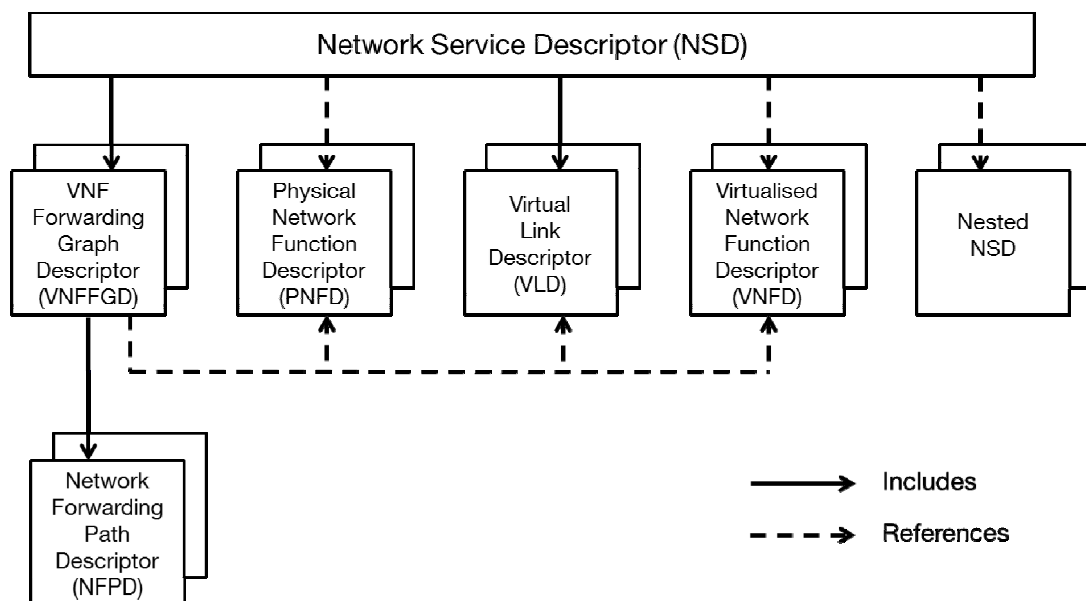 Network Service Descriptor (NSD)
VNF
Forwarding
Graph
Descriptor
(VNFFGD)
Physical
Network
Function
Descriptor
(PNFD)
Virtual
Link
Descriptor
(VLD)
Virtualised
Network
Function
Descriptor
(VNFD)
Nested
NSD
Network
Forwarding
Path
Descriptor
(NFPD)
Includes
References